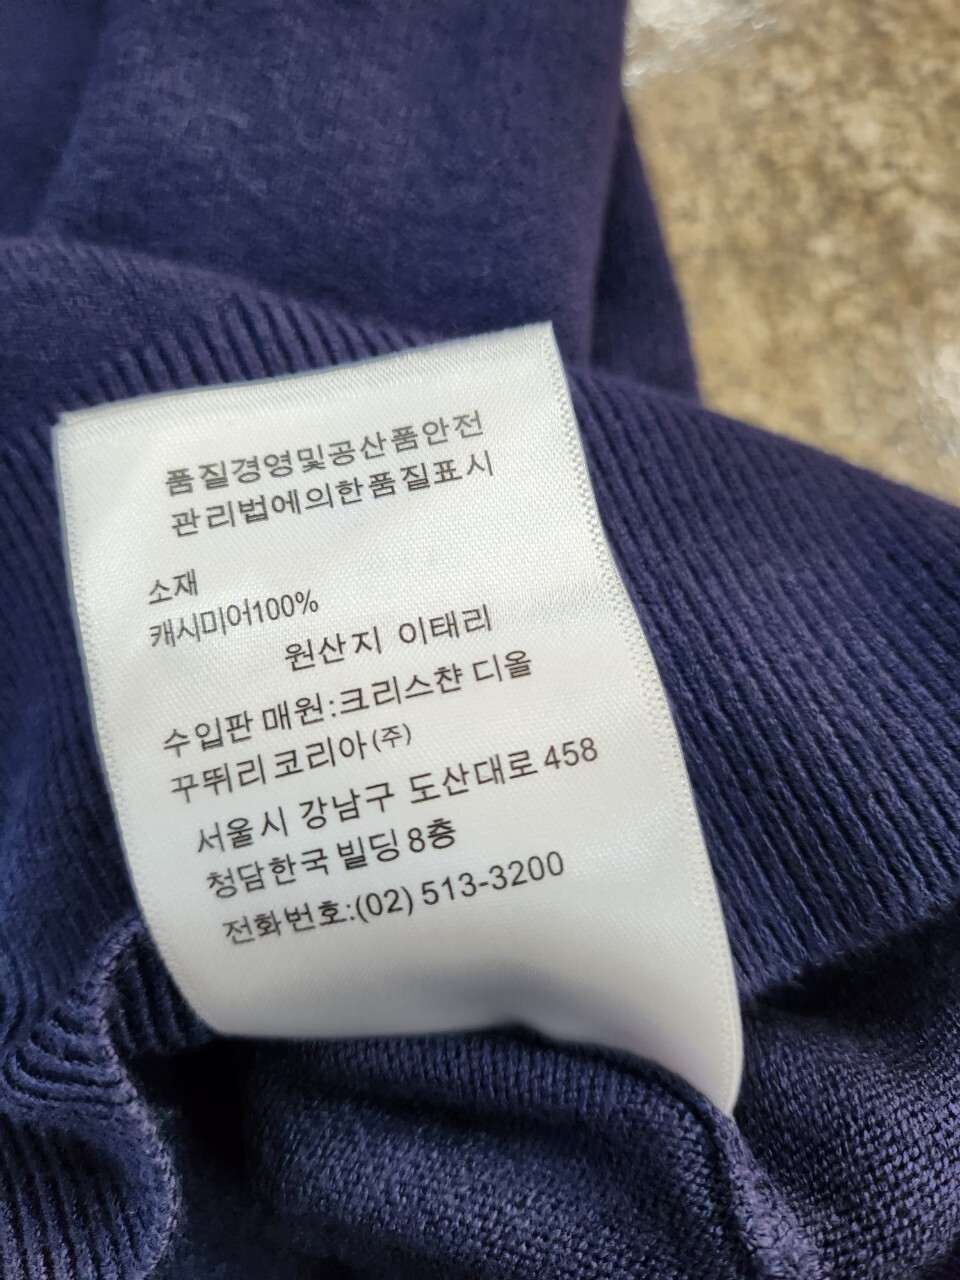 품질경영및공산품안전
관리법에의한품질표시
소재
캐시미어100%
원산지 이태리
수입판 매원:크리스챤 디올
꾸뛰리코리아(주)
서울시 강남구 도산대로 458
청담한국 빌딩 8층
전화번호:(02) 513-3200